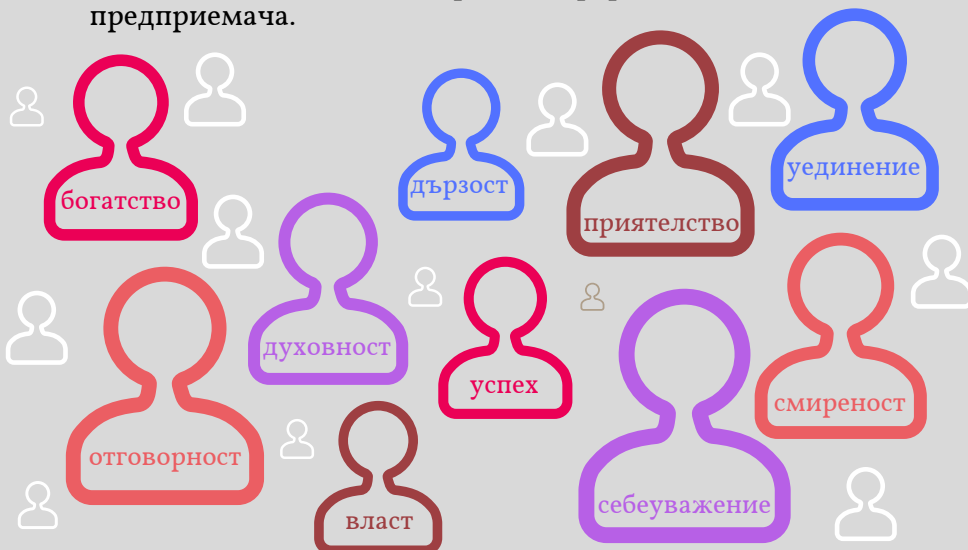 предприемача.
богатство
дързост
приятелство
уединение
духовност
успех
смиреност
отговорност
власт
себеуважение